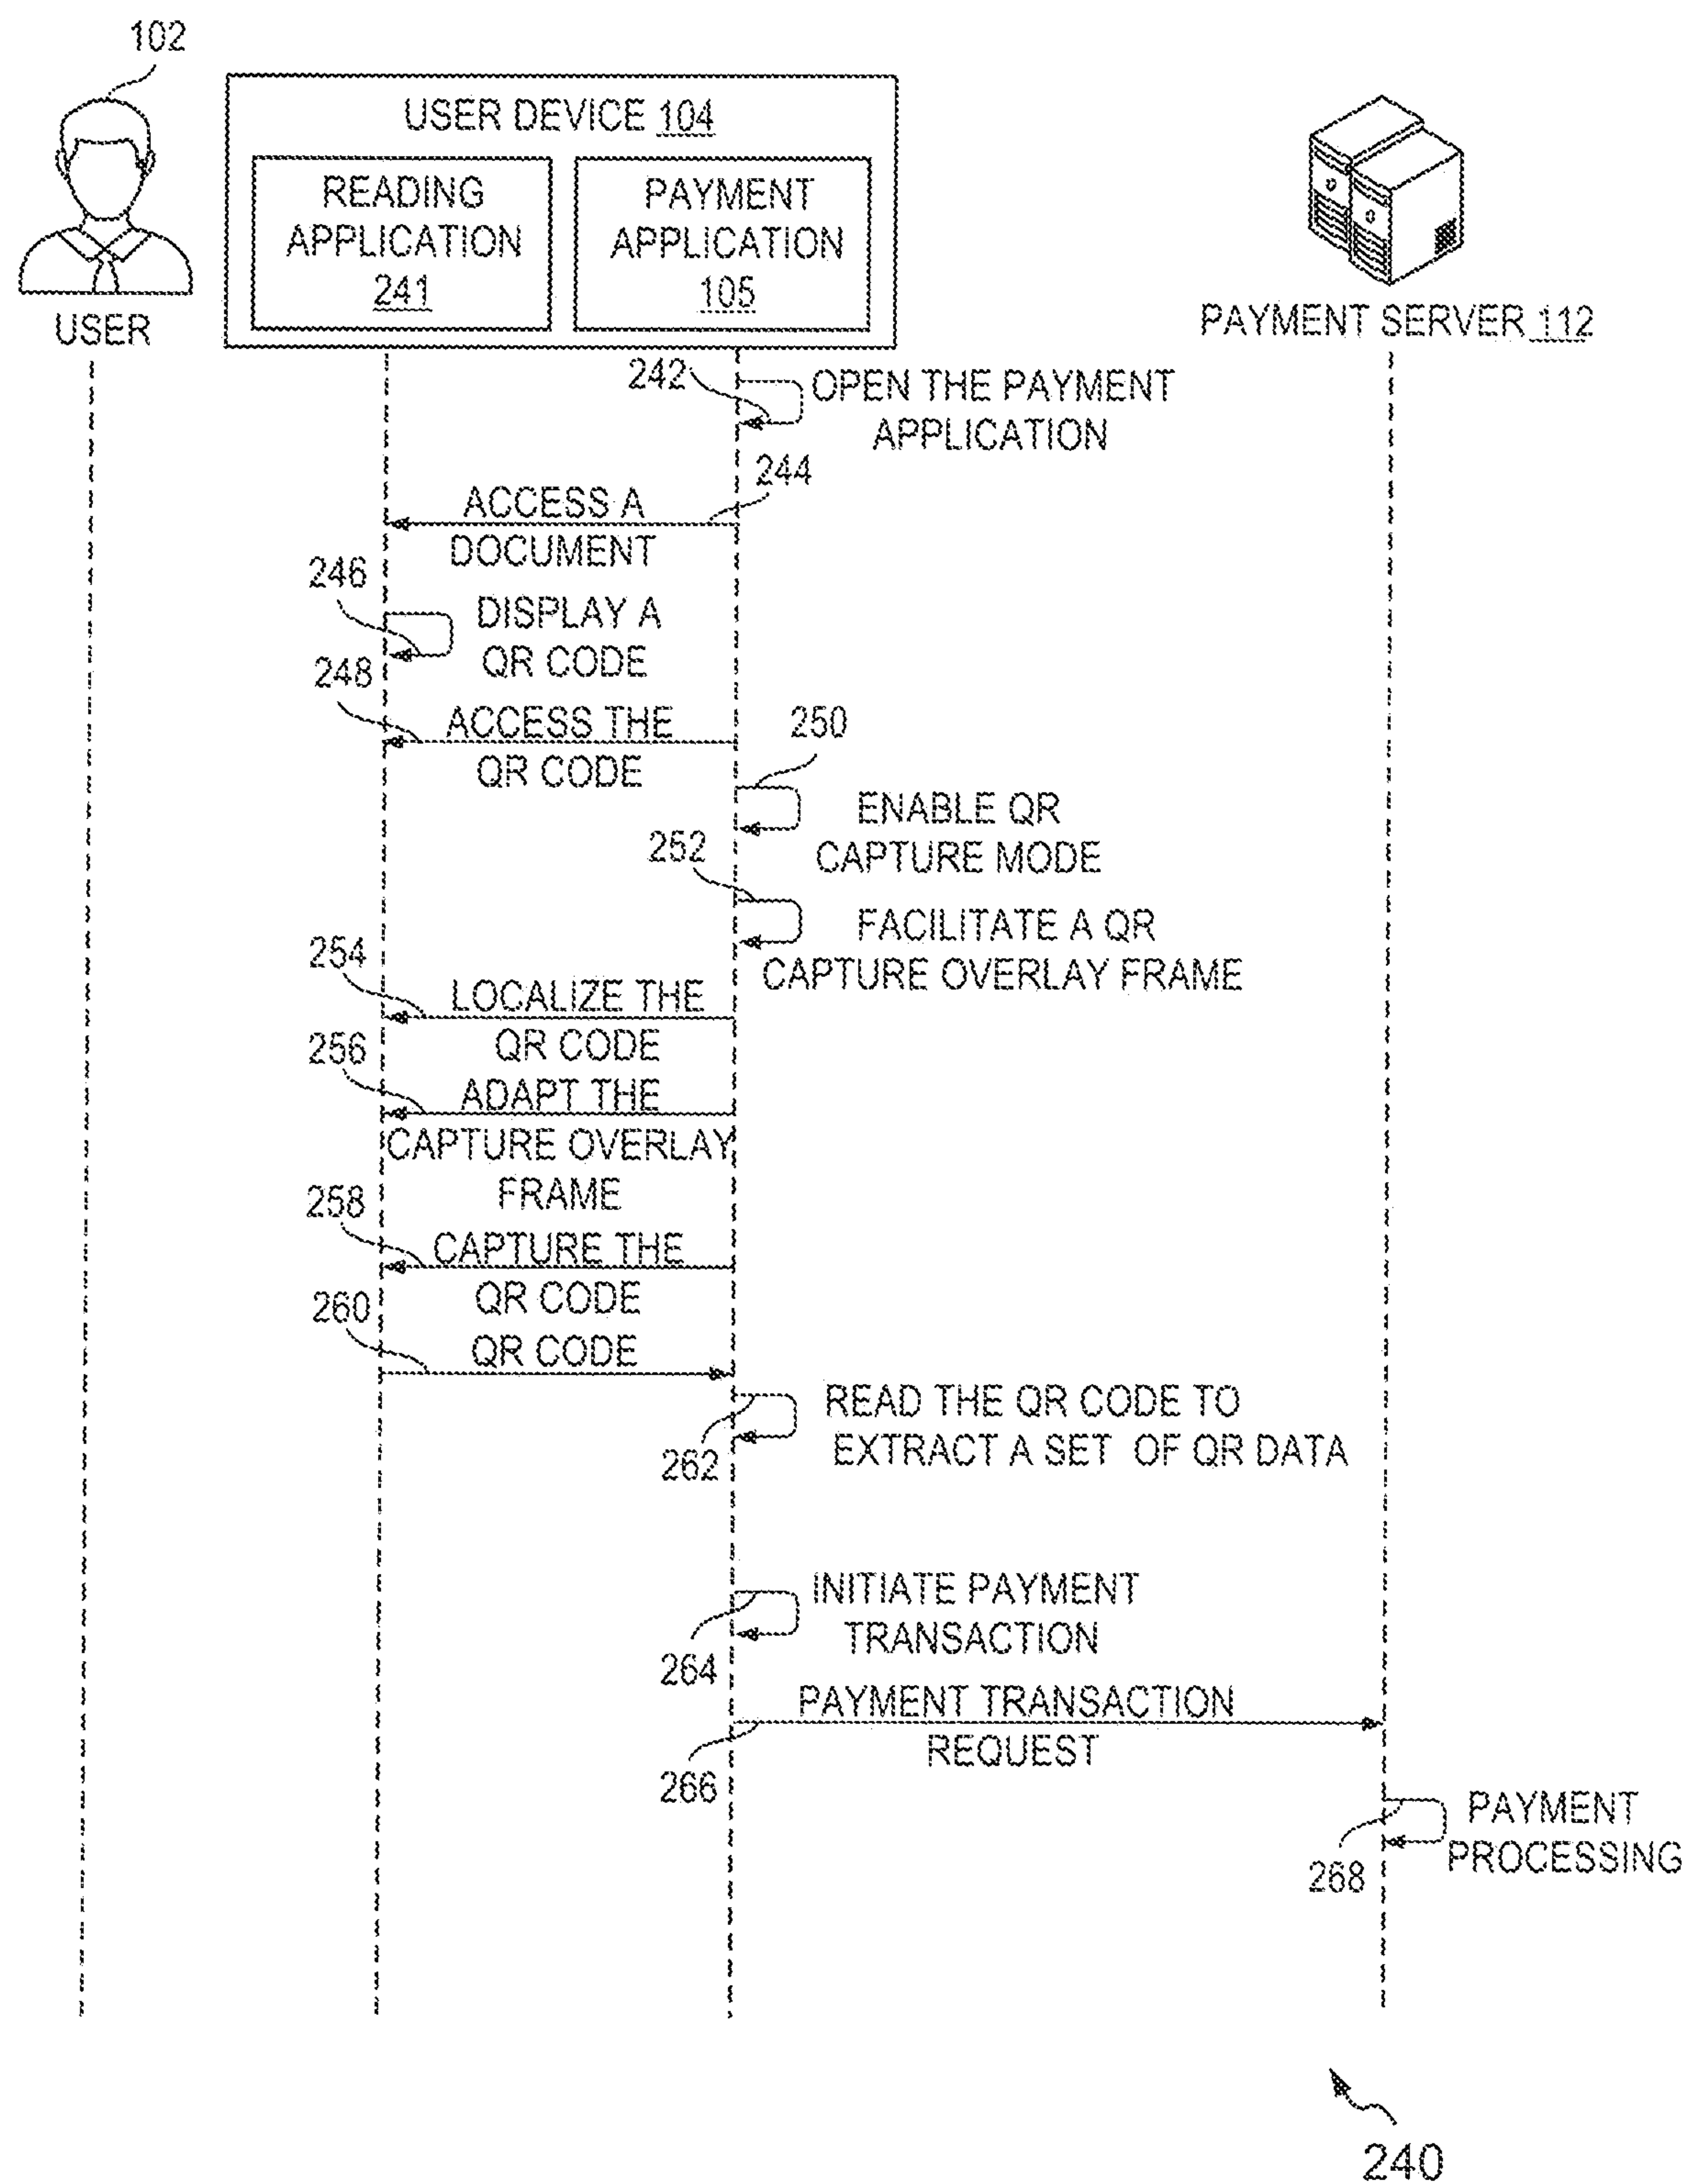 102
USER DEVICE 104
READING
APPLICATION
241
PAYMENT
APPLICATION
105
USER
PAYMENT SERVER 112
242
OPEN THE PAYMENT
APPLICATION
244
ACCESS A
DOCUMENT
246
DISPLAY A
QR CODE
248
ACCESS THE
QR CODE
250
ENABLE QR
CAPTURE MODE
252
FACILITATE A QR
CAPTURE OVERLAY FRAME
254
LOCALIZE THE
QR CODE
256
ADAPT THE
CAPTURE OVERLAY
FRAME
258
CAPTURE THE
QR CODE
260
QR CODE
READ THE QR CODE TO
EXTRACT A SET OF QR DATA
262
INITIATE PAYMENT
TRANSACTION
264
PAYMENT TRANSACTION
REQUEST
266
PAYMENT
PROCESSING
268
240